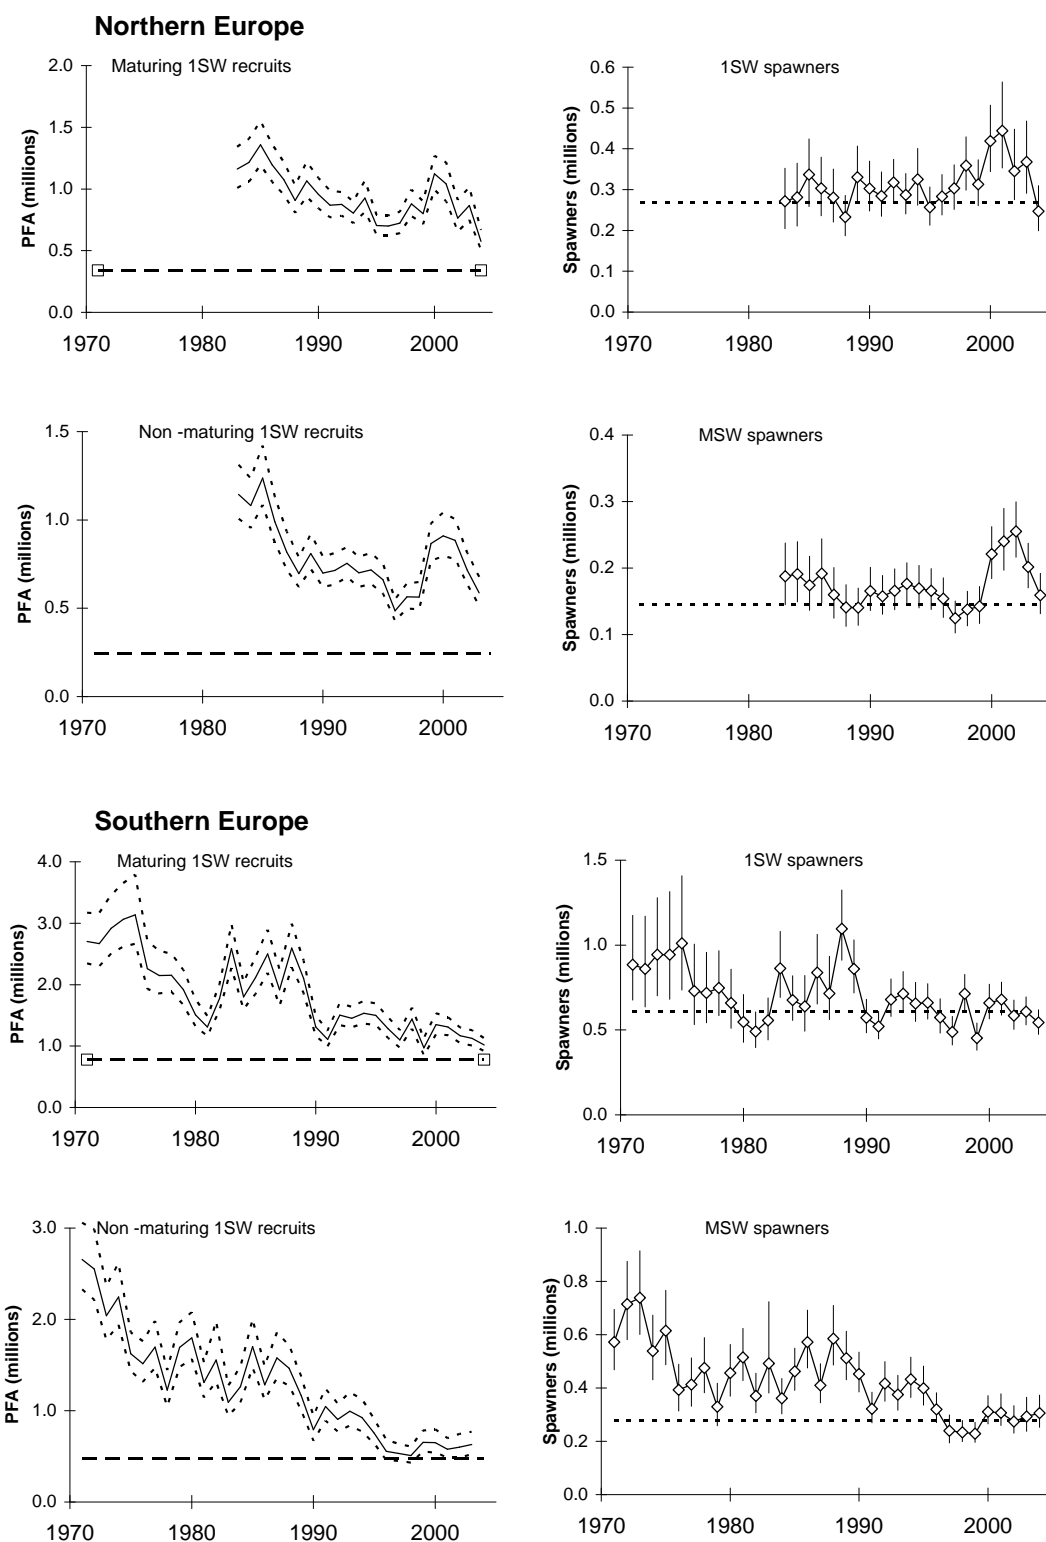 Northern Europe
Maturing 1SW recruits
PFA (millions)
2.0
1.5
1.0
0.5
0.0
1970 1980 1990 2000
1SW spawners
Spawners (millions)
0.6
0.5
0.4
0.3
0.2
0.1
0.0
1970 1980 1990 2000
Non -maturing 1SW recruits
PFA (millions)
1.5
1.0
0.5
0.0
1970 1980 1990 2000
MSW spawners
Spawners (millions)
0.4
0.3
0.2
0.1
0.0
1970 1980 1990 2000
Southern Europe
Maturing 1SW recruits
PFA (millions)
4.0
3.0
2.0
1.0
0.0
1970 1980 1990 2000
1SW spawners
Spawners (millions)
1.5
1.0
0.5
0.0
1970 1980 1990 2000
Non -maturing 1SW recruits
PFA (millions)
3.0
2.0
1.0
0.0
1970 1980 1990 2000
MSW spawners
Spawners (millions)
1.0
0.8
0.6
0.4
0.2
0.0
1970 1980 1990 2000